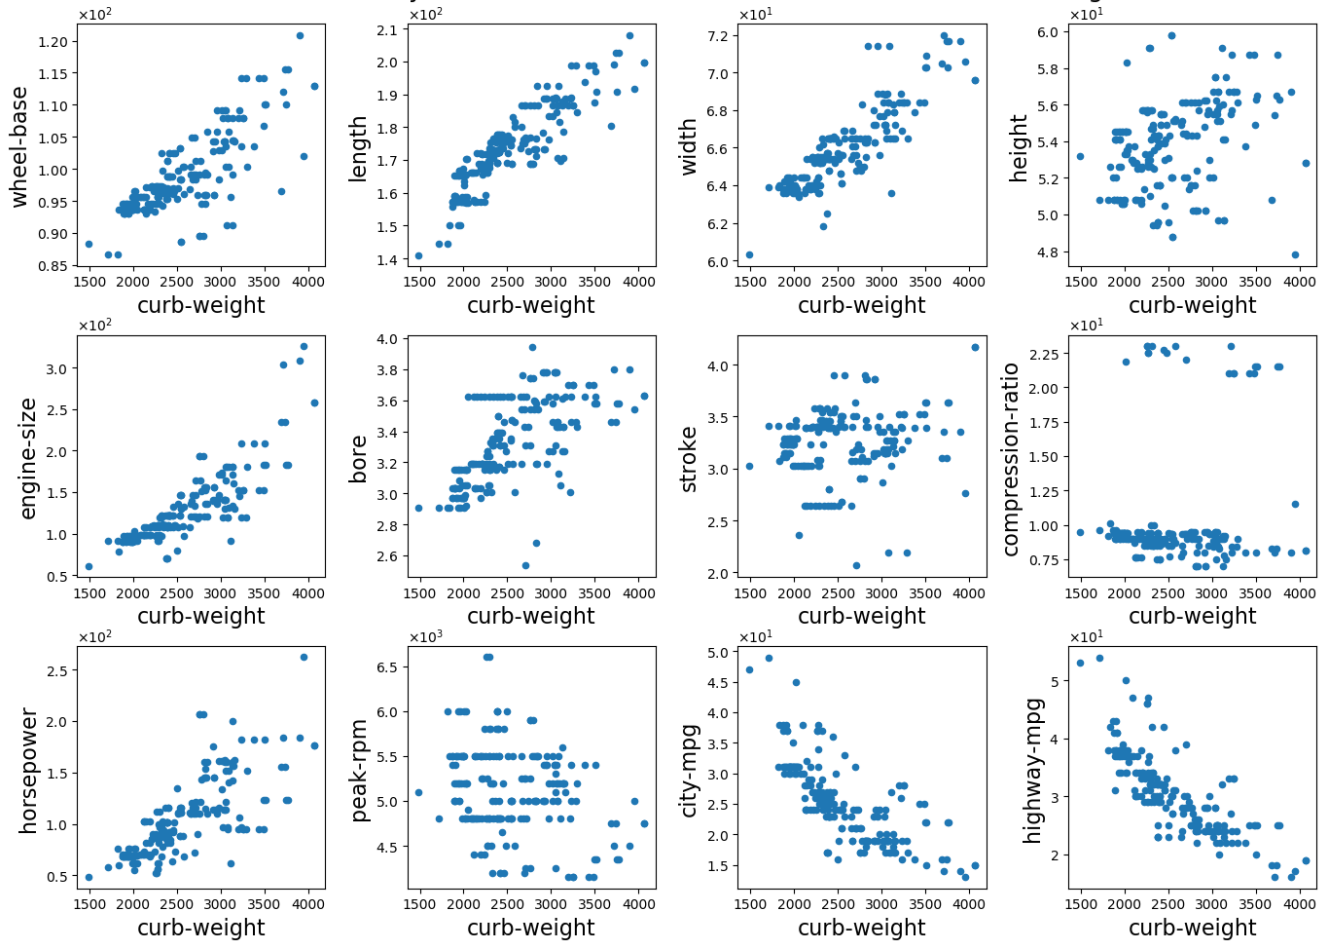 ×10² ×10² ×10¹ ×10¹
1.20 1.15 1.10 1.05 1.00 0.95 0.90 0.85
wheel-base
1500 2000 2500 3000 3500 4000
curb-weight
2.1 2.0 1.9 1.8 1.7 1.6 1.5 1.4
length
1500 2000 2500 3000 3500 4000
curb-weight
7.2 7.0 6.8 6.6 6.4 6.2 6.0
width
1500 2000 2500 3000 3500 4000
curb-weight
6.0 5.8 5.6 5.4 5.2 5.0 4.8
height
1500 2000 2500 3000 3500 4000
curb-weight
×10²
3.0 2.5 2.0 1.5 1.0 0.5
engine-size
1500 2000 2500 3000 3500 4000
curb-weight
4.0 3.8 3.6 3.4 3.2 3.0 2.8 2.6
bore
1500 2000 2500 3000 3500 4000
curb-weight
4.0 3.5 3.0 2.5 2.0
stroke
1500 2000 2500 3000 3500 4000
curb-weight
×10¹
2.25 2.00 1.75 1.50 1.25 1.00 0.75
compression-ratio
1500 2000 2500 3000 3500 4000
curb-weight
×10²
2.5 2.0 1.5 1.0 0.5
horsepower
1500 2000 2500 3000 3500 4000
curb-weight
×10³
6.5 6.0 5.5 5.0 4.5
peak-rpm
1500 2000 2500 3000 3500 4000
curb-weight
×10¹
5.0 4.5 4.0 3.5 3.0 2.5 2.0 1.5
city-mpg
1500 2000 2500 3000 3500 4000
curb-weight
×10¹
5 4 3 2
highway-mpg
1500 2000 2500 3000 3500 4000
curb-weight